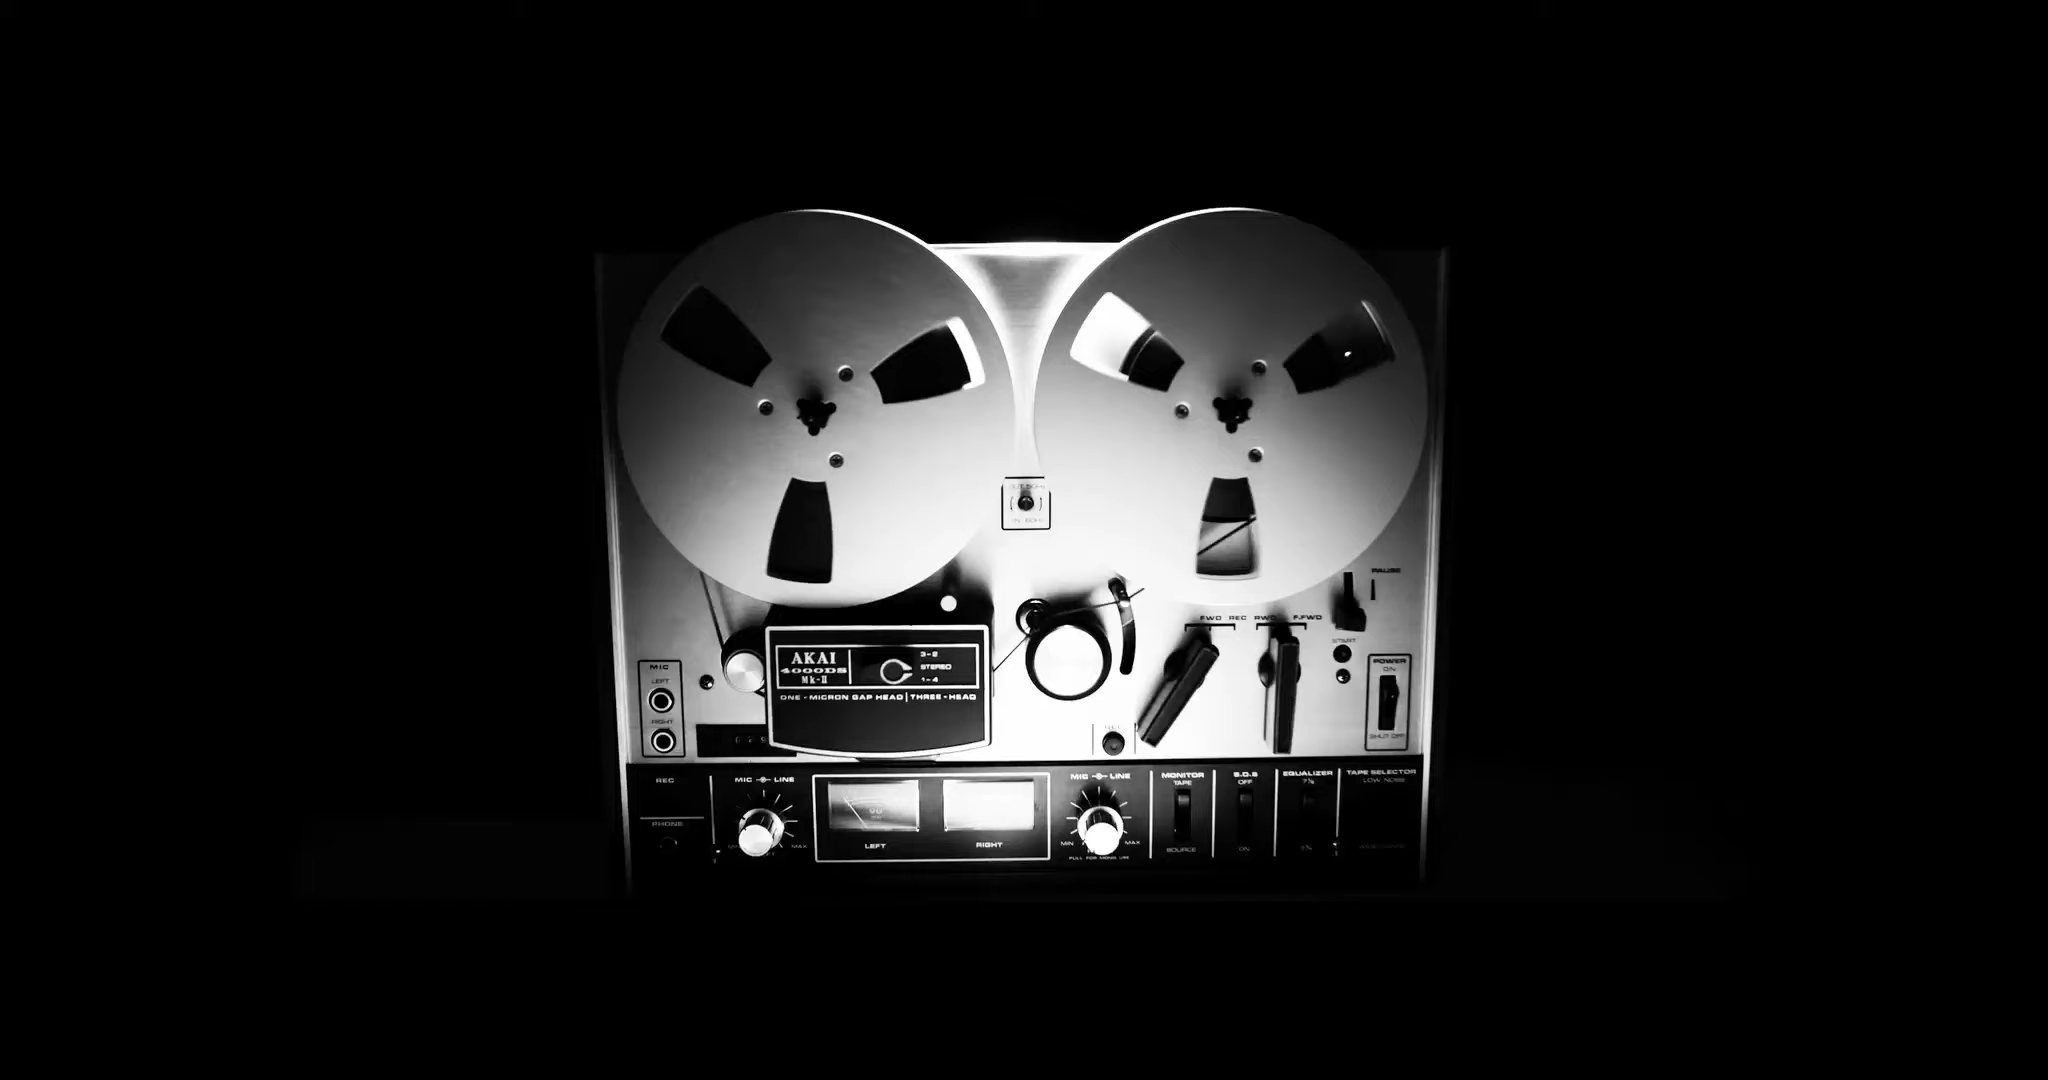 PAUSE
FWD REC RWD F.FWD
START
MIC
LEFT
RIGHT
AKAI
4000DS
Mk-II
3-2
STEREO
1-4
ONE-MICRON GAP HEAD | THREE-HEAD
POWER
ON
SHUT OFF
REC
PHONE
MIC LINE
MAX
LEFT
RIGHT
MIC LINE
MIN
MAX
PULL FOR MONO
MONITOR
TAPE
SOURCE
S.O.S
OFF
ON
EQUALIZER
7½
TAPE SELECTOR
LOW NOISE